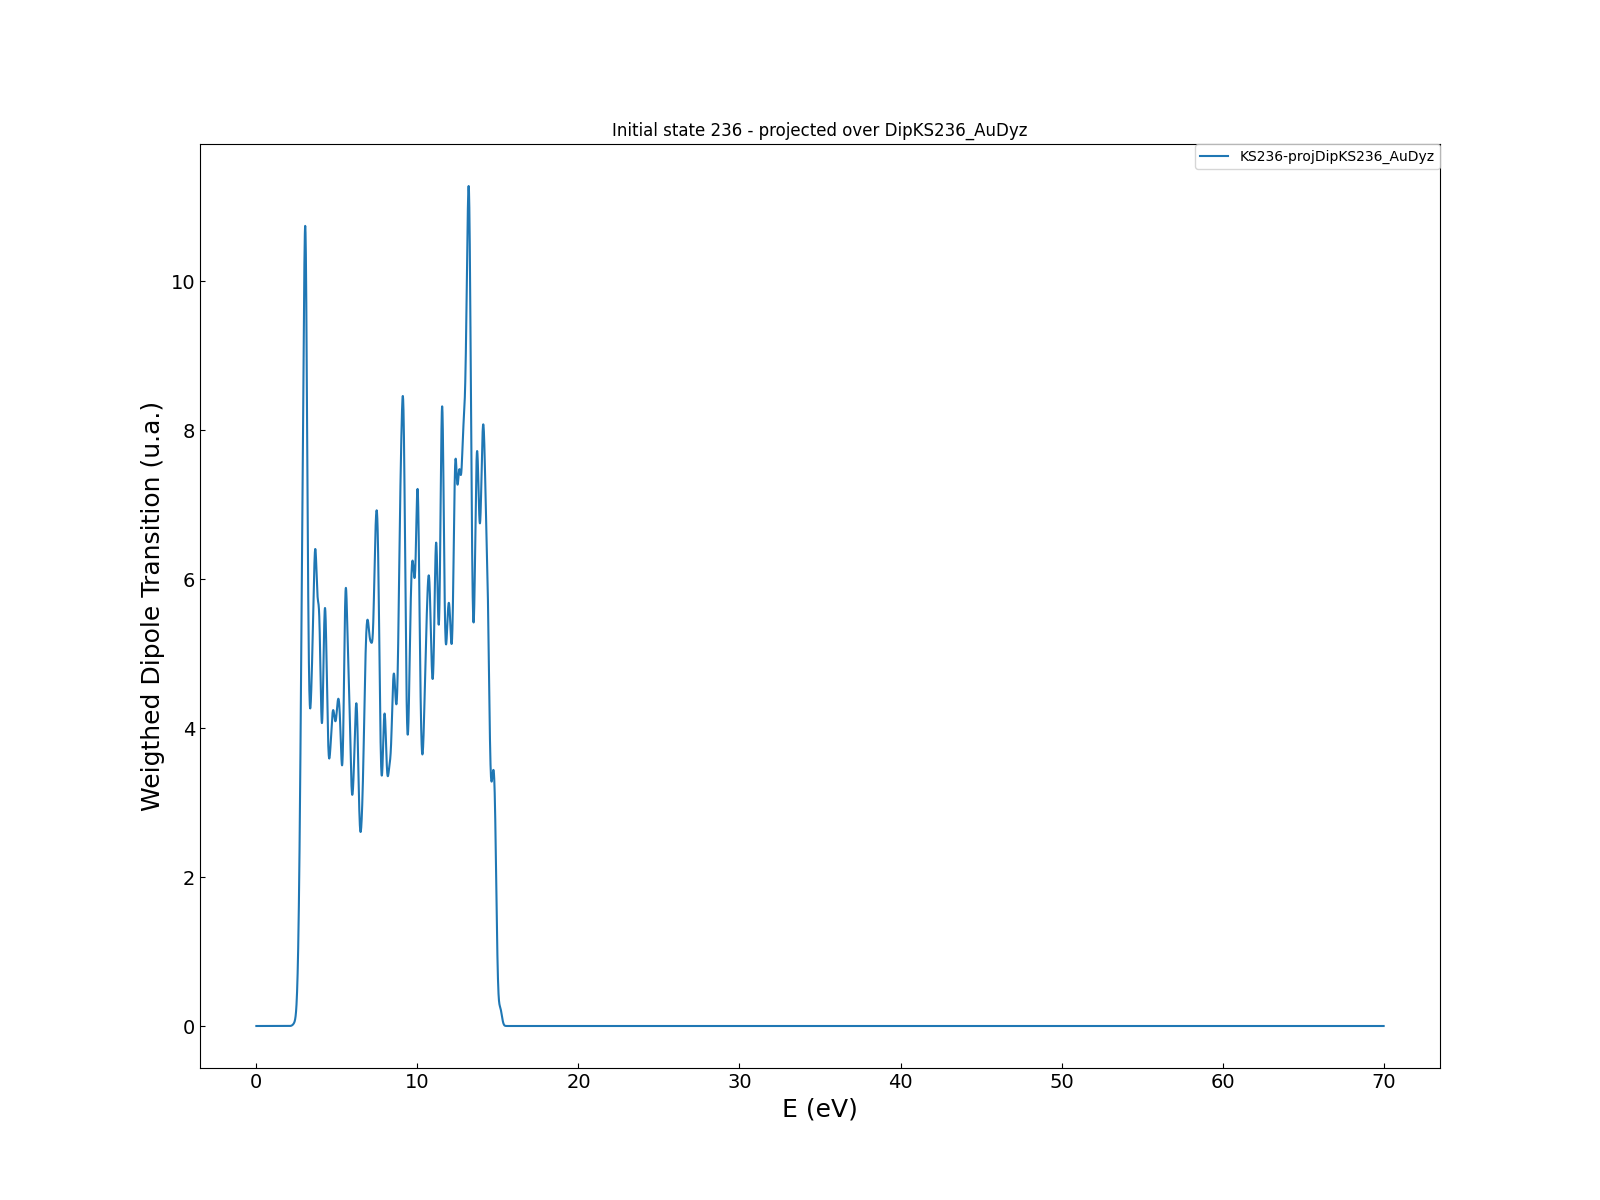 Initial state 236 - projected over DipKS236_AuDyz
KS236-projDipKS236_AuDyz
Weigthed Dipole Transition (u.a.)
10
8
6
4
2
0
0 10 20 30 40 50 60 70
E (eV)